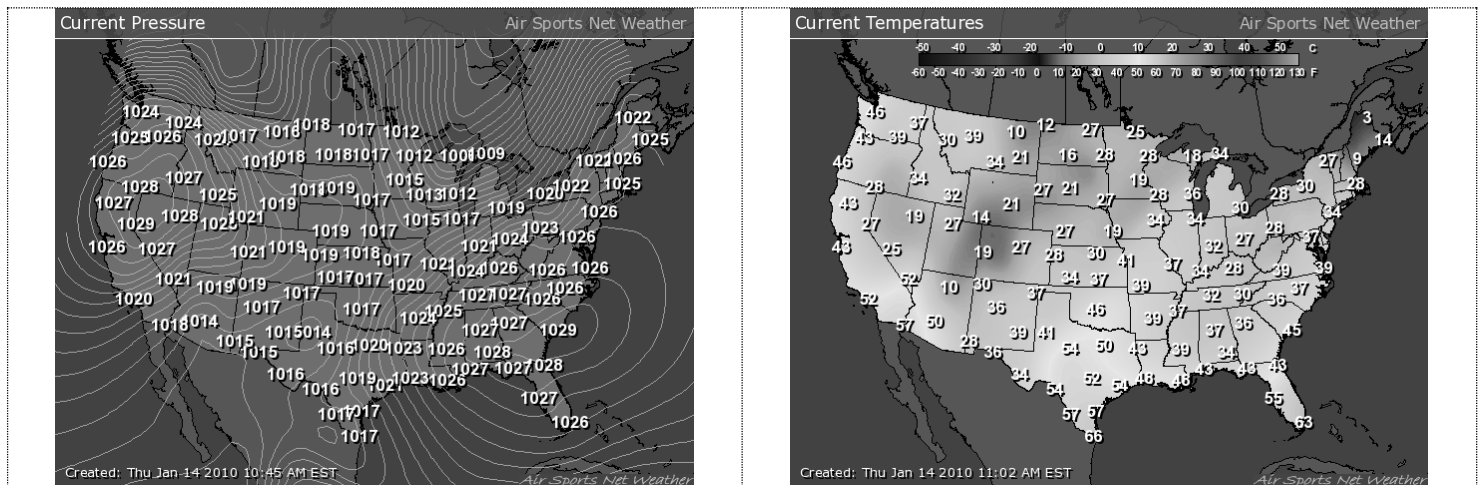 Current Pressure Air Sports Net Weather
1024
1024 1018 1022
1025 1026 1017 1016 1017 1012 1025
1026 1018 1018 1017 1012 1009 1026
1028 1027 1025 1019 1015 1013 1012 1020 1022 1025
1027 1028 1021 1019 1017 1019 1026
1029 1015 1017 1023
1026 1027 1021 1019 1019 1017 1021 1024 1026
1019 1018 1017 1021 1024 1026 1026 1026
1020 1021 1019 1019 1017 1017 1020 1027 1027 1026 1026
1014 1017 1017 1025 1027 1027 1029
1015 1015 1016 1020 1023 1026 1028
1016 1016 1019 1023 1026 1027 1027 1028
1017 1027
1017 1026
Created: Thu Jan 14 2010 10:45 AM EST
Air Sports Net Weather
Current Temperatures Air Sports Net Weather
-50 -40 -30 -20 -10 0 10 20 30 40 50 C
-60 -50 -40 -30 -20 -10 0 10 20 30 40 50 60 70 80 90 100 110 120 130 F
46 37 12 3
43 39 30 39 10 27 25 14
46 34 21 16 28 28 18 34 27 9
28 34 32 27 21 19 28 36 28 30 28
43 19 27 14 21 27 34 34 30 34
27 25 19 27 27 19 32 27 28 37
43 52 10 30 28 30 41 37 34 28 39 39
52 34 37 39 32 30 36 37
57 50 36 37 46 39 37 37 36 45
28 36 39 41 54 50 43 39 34 43
34 54 52 54 48 48 43 43
57 57 55
66 63
Created: Thu Jan 14 2010 11:02 AM EST
Air Sports Net Weather